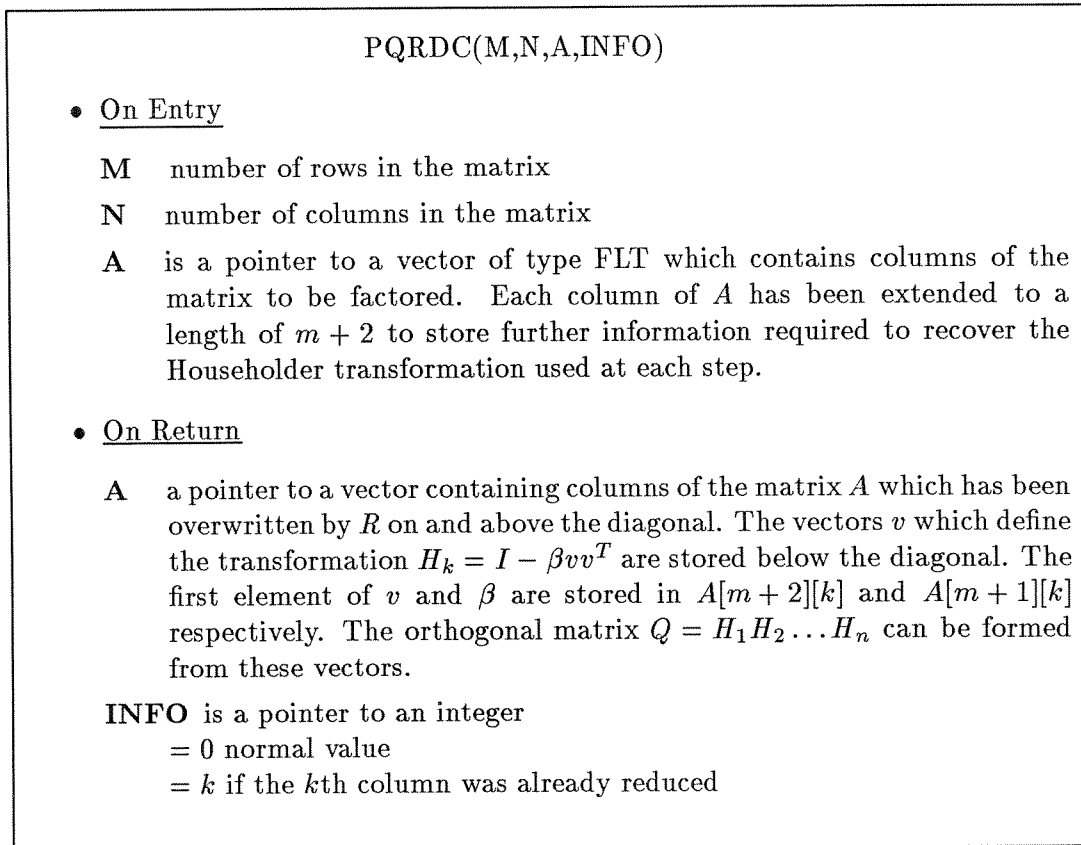 PQRDC(M,N,A,INFO)
• On Entry
M number of rows in the matrix
N number of columns in the matrix
A is a pointer to a vector of type FLT which contains columns of the
matrix to be factored. Each column of A has been extended to a
length of m + 2 to store further information required to recover the
Householder transformation used at each step.
• On Return
A a pointer to a vector containing columns of the matrix A which has been
overwritten by R on and above the diagonal. The vectors v which define
the transformation Hₖ = I − βvvᵀ are stored below the diagonal. The
first element of v and β are stored in A[m + 2][k] and A[m + 1][k]
respectively. The orthogonal matrix Q = H₁H₂ . . . Hₙ can be formed
from these vectors.
INFO is a pointer to an integer
= 0 normal value
= k if the kth column was already reduced